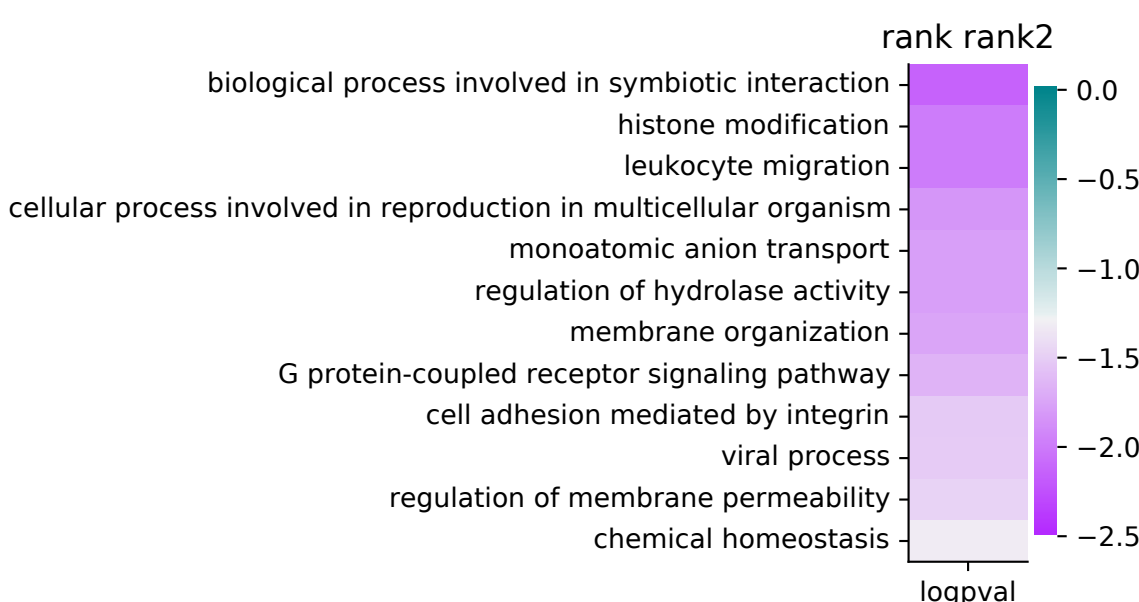 rank rank2
biological process involved in symbiotic interaction
histone modification
leukocyte migration
cellular process involved in reproduction in multicellular organism
monoatomic anion transport
regulation of hydrolase activity
membrane organization
G protein-coupled receptor signaling pathway
cell adhesion mediated by integrin
viral process
regulation of membrane permeability
chemical homeostasis
logpval
0.0
−0.5
−1.0
−1.5
−2.0
−2.5